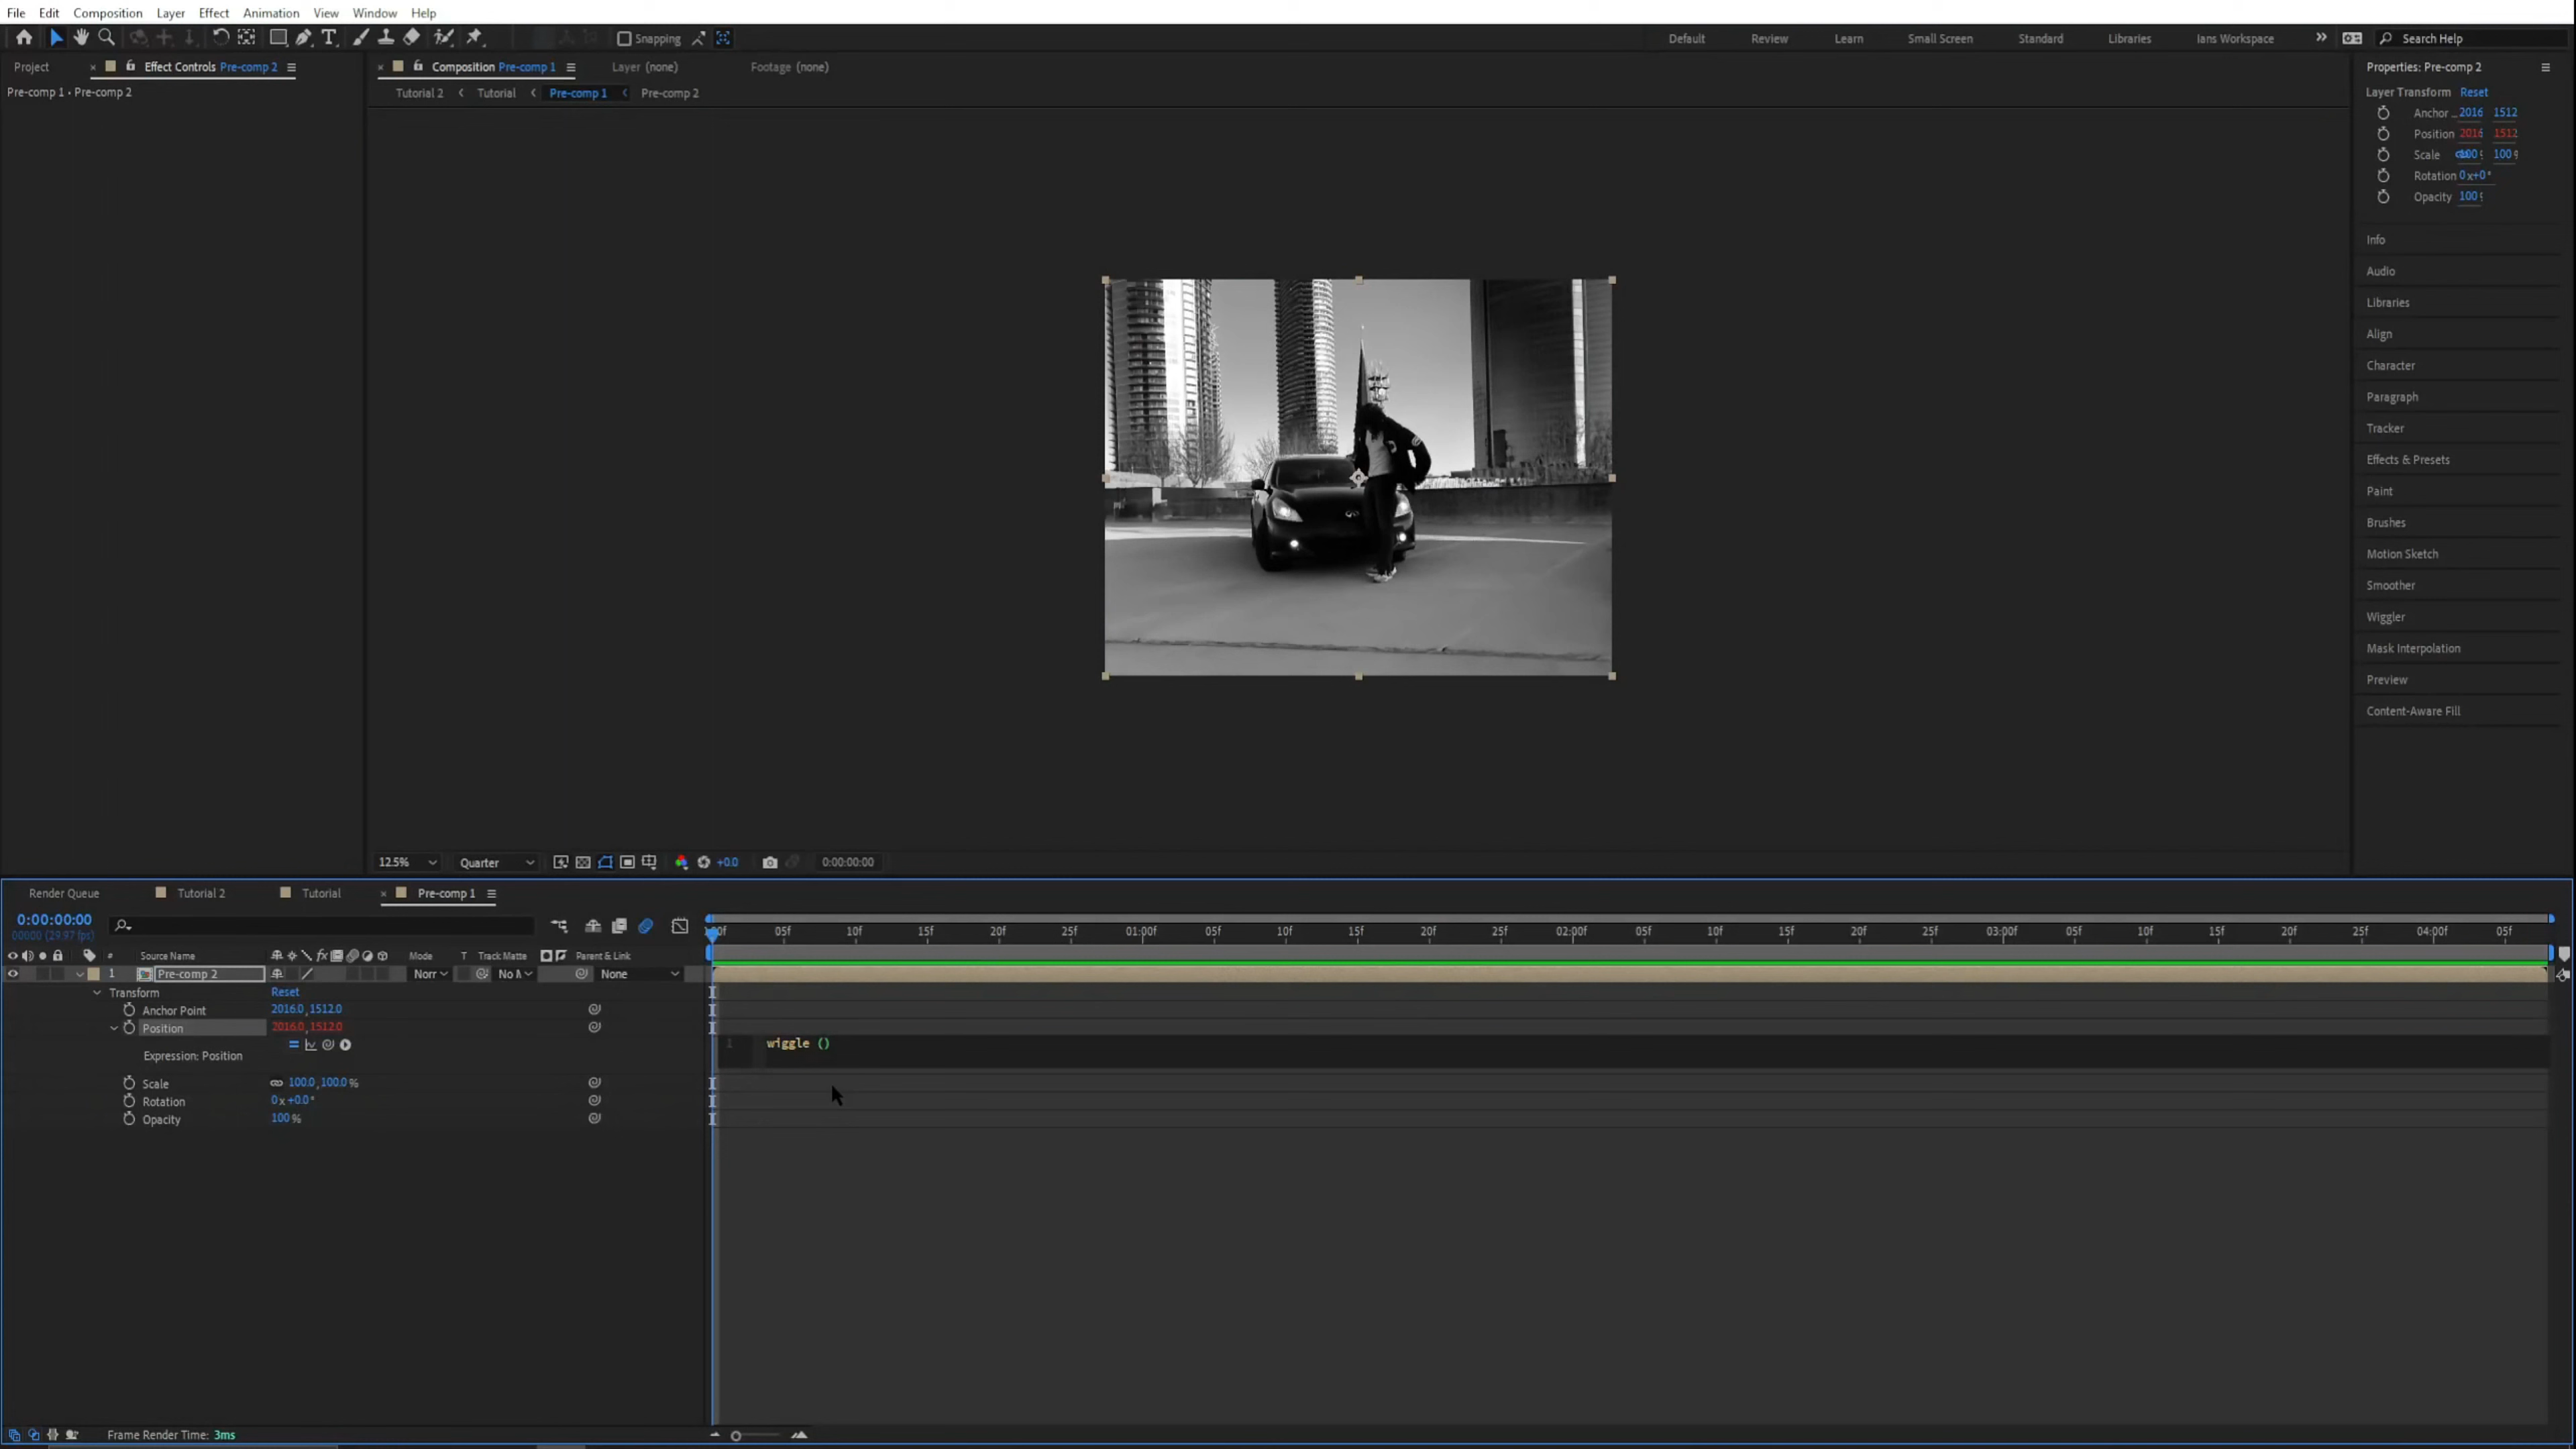 File Edit Composition Layer Effect Animation View Window Help
Snapping
Default Review Learn Small Screen Standard Libraries Ians Workspace Search Help
Project Effect Controls Pre-comp 2
Pre-comp 1 • Pre-comp 2
Composition Pre-comp 1 Layer (none) Footage (none)
Tutorial 2 Tutorial Pre-comp 1 Pre-comp 2
Properties: Pre-comp 2
Layer Transform Reset
Anchor 2016 1512
Position 2016 1512
Scale 100 100
Rotation 0 x+0°
Opacity 100
Info
Audio
Libraries
Align
Character
Paragraph
Tracker
Effects & Presets
Paint
Brushes
Motion Sketch
Smoother
Wiggler
Mask Interpolation
Preview
Content-Aware Fill
12.5% Quarter +0.0 0:00:00:00
Render Queue Tutorial 2 Tutorial Pre-comp 1
0:00:00:00
00000 (29.97 fps)
05f 10f 15f 20f 25f 01:00f 05f 10f 15f 20f 25f 02:00f 05f 10f 15f 20f 25f 03:00f 05f 10f 15f 20f 25f 04:00f 05f
# Source Name fx Mode T Track Matte Parent & Link
1 Pre-comp 2 Norr No M None
Transform Reset
Anchor Point 2016.0,1512.0
Position 2016.0,1512.0
Expression: Position
1 wiggle ()
Scale 100.0,100.0%
Rotation 0 x+0.0°
Opacity 100%
Frame Render Time: 3ms